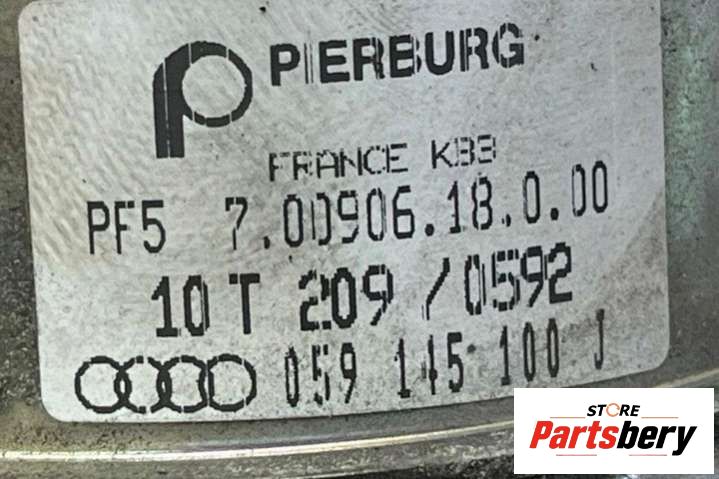 PIERBURG
FRANCE KB3
PF5 7.00906.18.0.00
10 T 209 / 0592
059 145 100 J
STORE
Partsbery